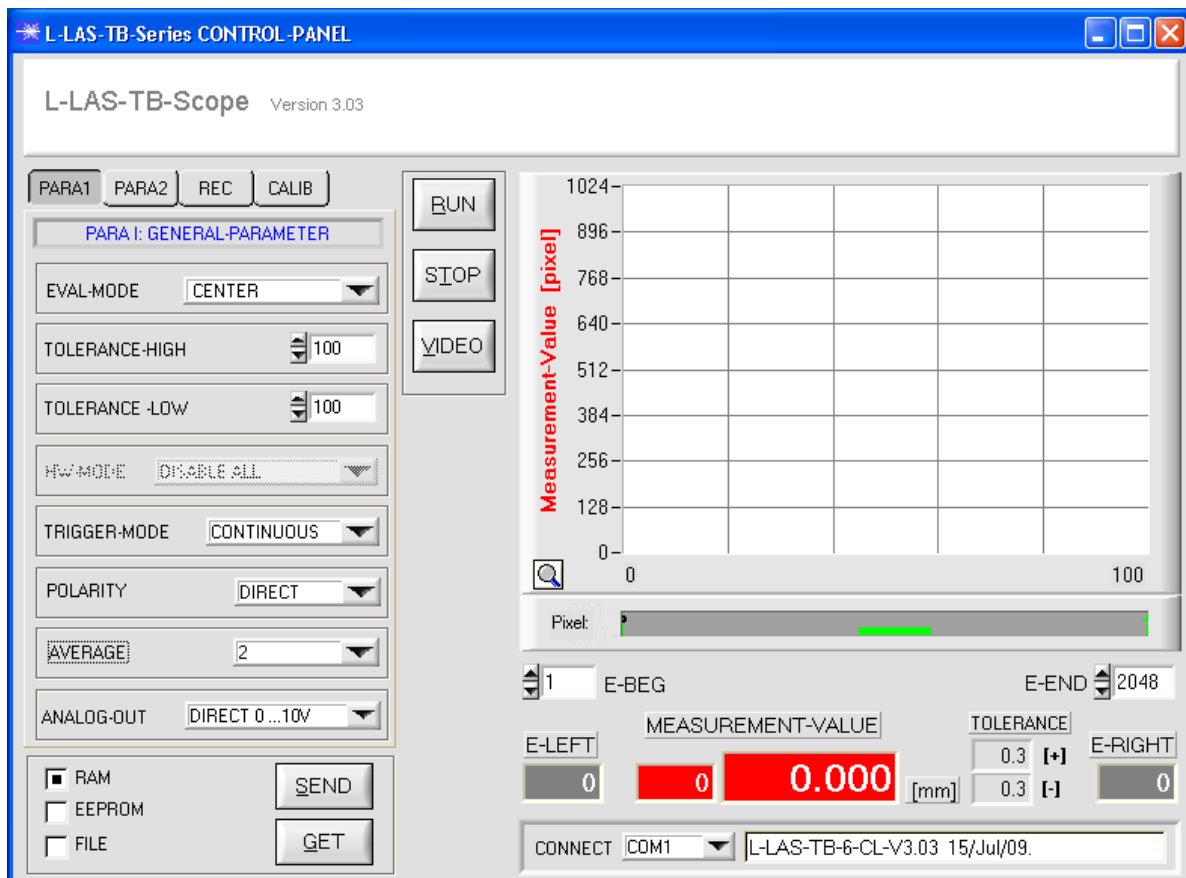 L-LAS-TB-Series CONTROL-PANEL
L-LAS-TB-Scope Version 3.03
PARA1 PARA2 REC CALIB
PARA I: GENERAL-PARAMETER
EVAL-MODE CENTER
TOLERANCE-HIGH 100
TOLERANCE -LOW 100
HW-MODE DISABLE ALL
TRIGGER-MODE CONTINUOUS
POLARITY DIRECT
AVERAGE 2
ANALOG-OUT DIRECT 0...10V
RAM
EEPROM
FILE
SEND
GET
RUN
STOP
VIDEO
Measurement-Value [pixel]
1024
896
768
640
512
384
256
128
0
0 100
Pixel:
1 E-BEG E-END 2048
MEASUREMENT-VALUE TOLERANCE
E-LEFT E-RIGHT
0.3 [+]
0 0 0.000 [mm] 0.3 [-] 0
CONNECT COM1 L-LAS-TB-6-CL-V3.03 15/Jul/09.